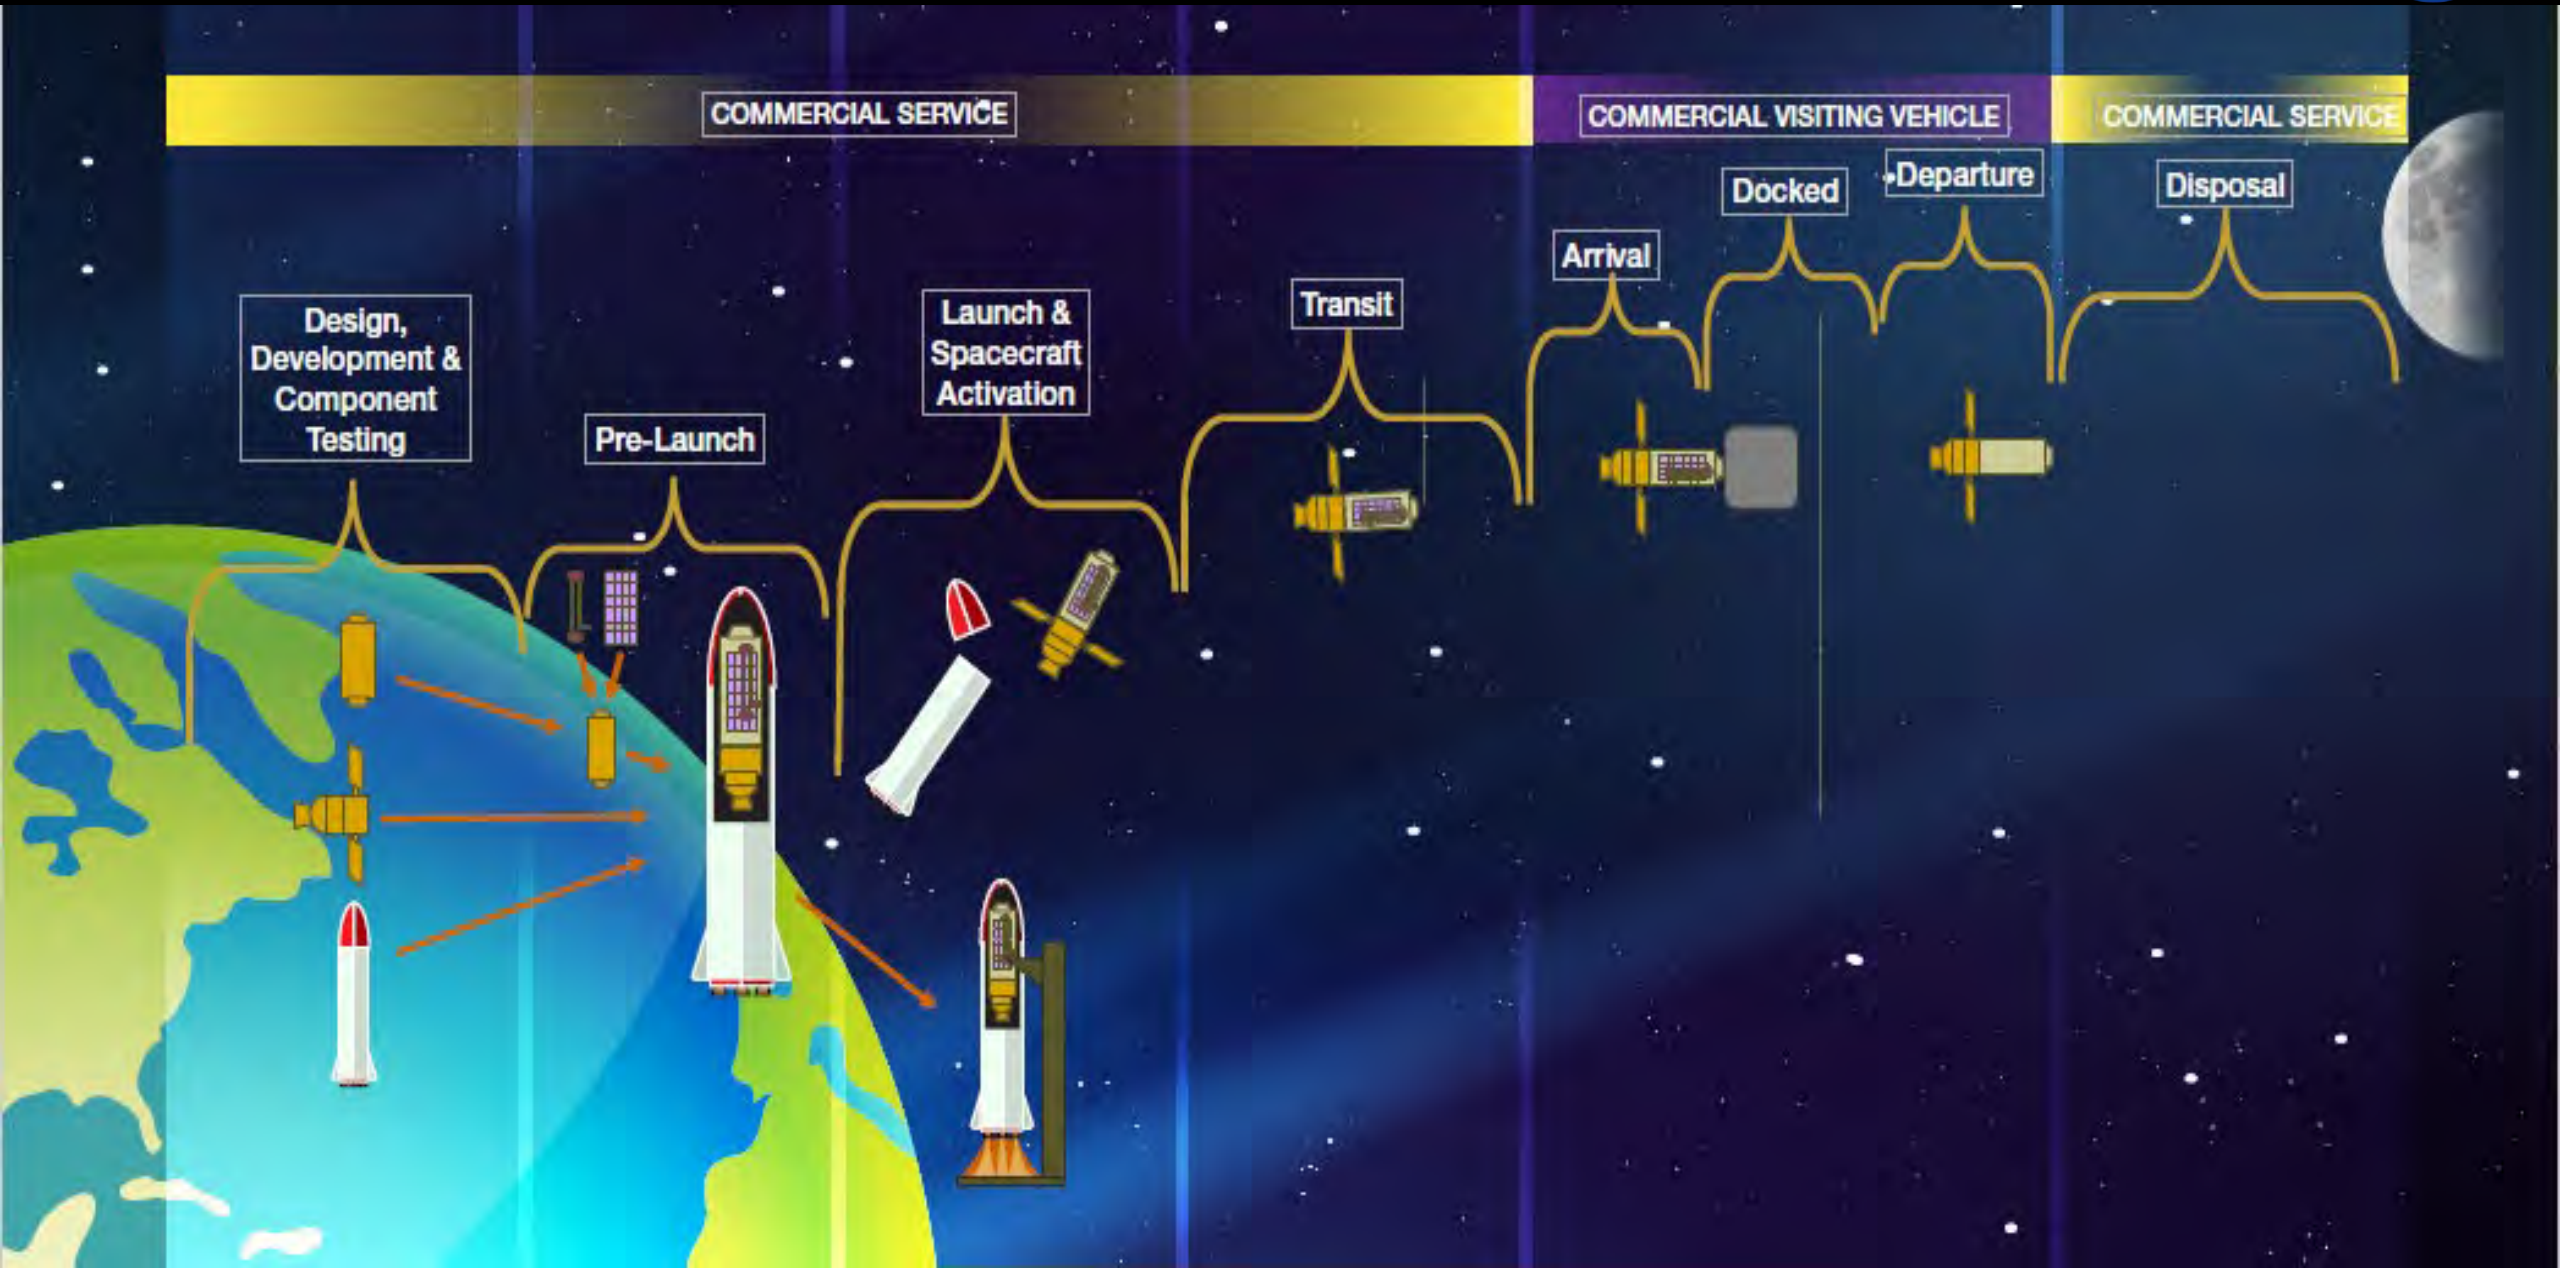 COMMERCIAL SERVICE
COMMERCIAL VISITING VEHICLE
COMMERCIAL SERVICE
Design,
Development &
Component
Testing
Pre-Launch
Launch &
Spacecraft
Activation
Transit
Arrival
Docked
Departure
Disposal